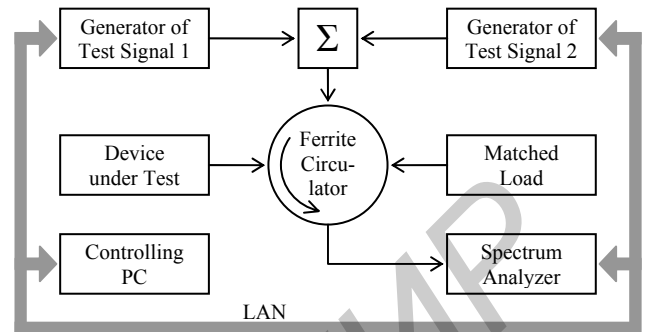 Generator of
Test Signal 1
Σ
Generator of
Test Signal 2
Device
under Test
Ferrite
Circu-
lator
Matched
Load
Controlling
PC
Spectrum
Analyzer
LAN